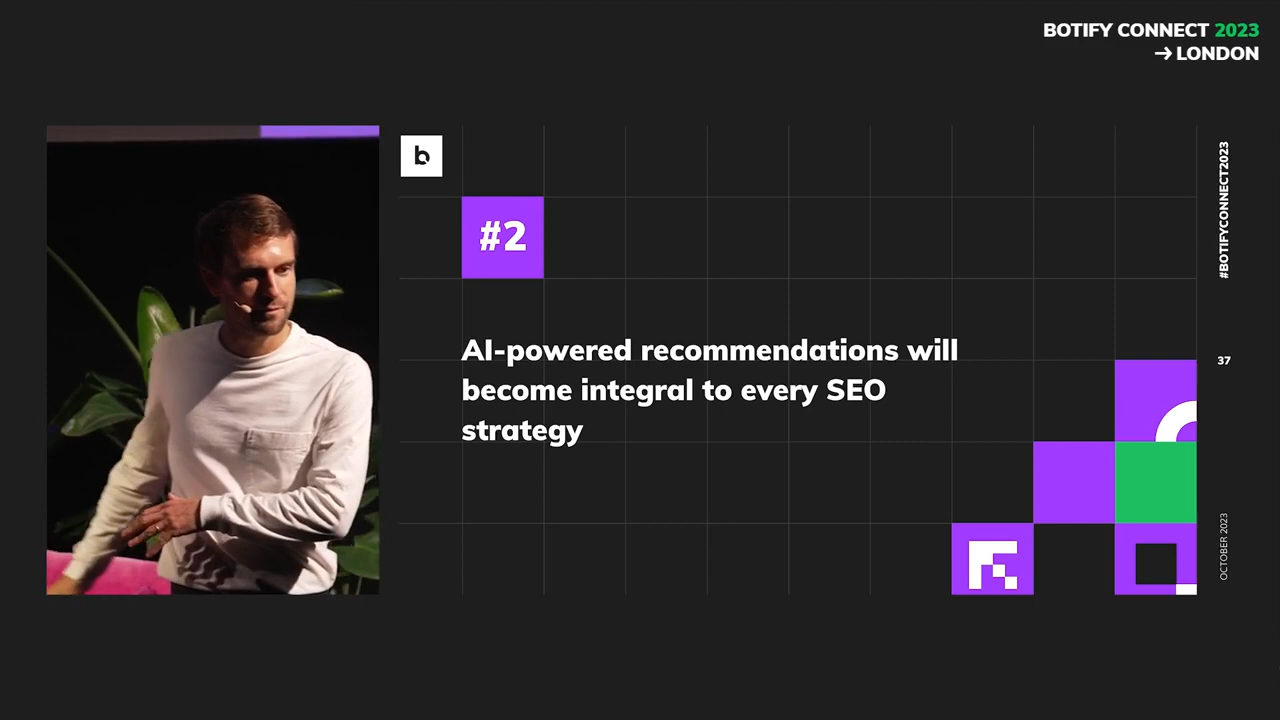 BOTIFY CONNECT 2023
→ LONDON
b
#2
AI-powered recommendations will
become integral to every SEO
strategy
#BOTIFYCONNECT2023
37
OCTOBER 2023